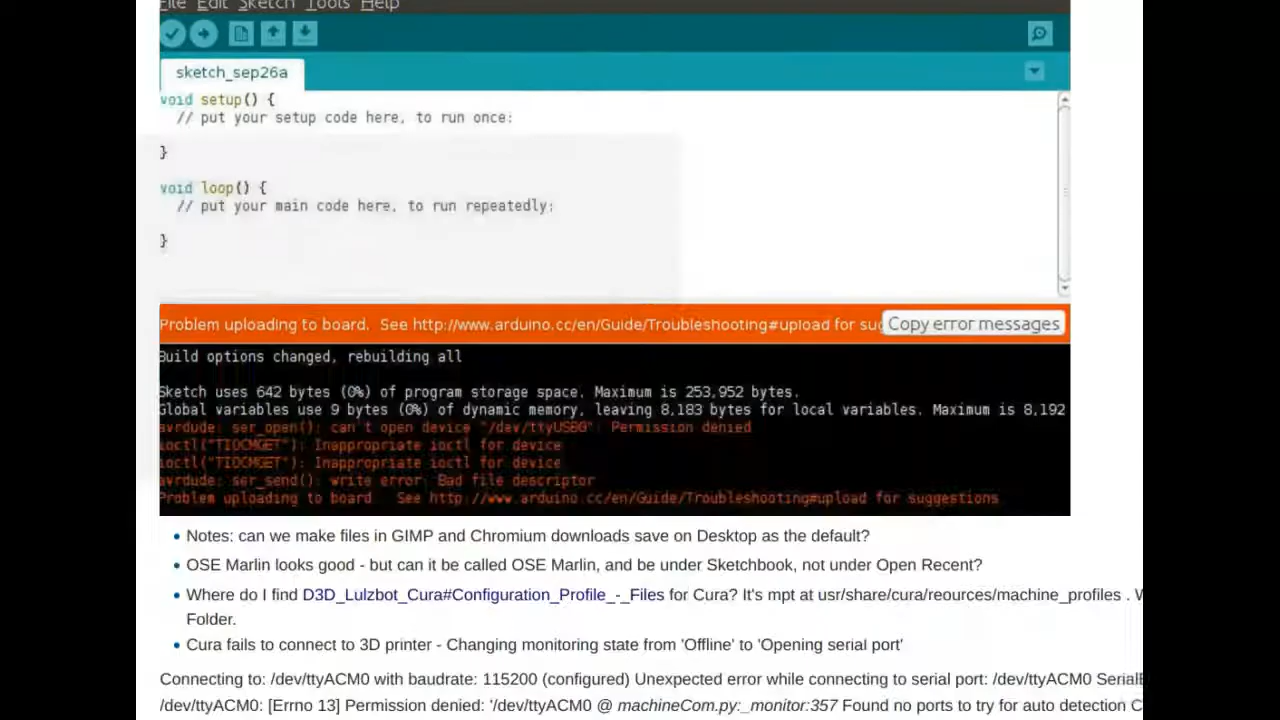 File Edit Sketch Tools Help
sketch_sep26a
void setup() {
// put your setup code here, to run once:
}
void loop() {
// put your main code here, to run repeatedly:
}
Problem uploading to board. See http://www.arduino.cc/en/Guide/Troubleshooting#upload for sug
Copy error messages
Build options changed, rebuilding all
Sketch uses 642 bytes (0%) of program storage space. Maximum is 253,952 bytes.
Global variables use 9 bytes (0%) of dynamic memory, leaving 8,183 bytes for local variables. Maximum is 8,192
avrdude: ser_open(): can't open device "/dev/ttyUSB0": Permission denied
ioctl("TIOCMGET"): Inappropriate ioctl for device
ioctl("TIOCMGET"): Inappropriate ioctl for device
avrdude: ser_send(): write error: Bad file descriptor
Problem uploading to board. See http://www.arduino.cc/en/Guide/Troubleshooting#upload for suggestions
• Notes: can we make files in GIMP and Chromium downloads save on Desktop as the default?
• OSE Marlin looks good - but can it be called OSE Marlin, and be under Sketchbook, not under Open Recent?
• Where do I find D3D_Lulzbot_Cura#Configuration_Profile_-_Files for Cura? It's mpt at usr/share/cura/reources/machine_profiles .
Folder.
• Cura fails to connect to 3D printer - Changing monitoring state from 'Offline' to 'Opening serial port'
Connecting to: /dev/ttyACM0 with baudrate: 115200 (configured) Unexpected error while connecting to serial port: /dev/ttyACM0
/dev/ttyACM0: [Errno 13] Permission denied: '/dev/ttyACM0 @ machineCom.py:_monitor:357 Found no ports to try for auto detection